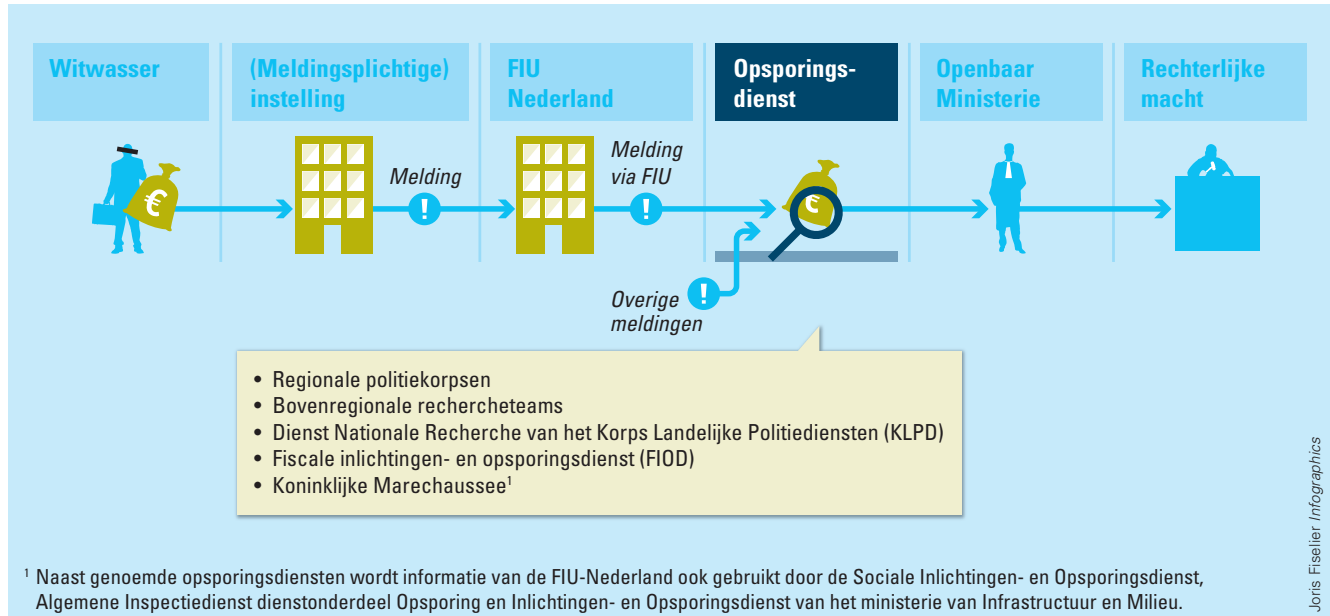 Witwasser
(Meldingsplichtige)
instelling
FIU
Nederland
Opsporings-
dienst
Openbaar
Ministerie
Rechterlijke
macht
€
Melding
!
Melding
via FIU
!
€
Overige
meldingen
!
• Regionale politiekorpsen
• Bovenregionale rechercheteams
• Dienst Nationale Recherche van het Korps Landelijke Politiediensten (KLPD)
• Fiscale inlichtingen- en opsporingsdienst (FIOD)
• Koninklijke Marechaussee¹
¹ Naast genoemde opsporingsdiensten wordt informatie van de FIU-Nederland ook gebruikt door de Sociale Inlichtingen- en Opsporingsdienst,
Algemene Inspectiedienst dienstonderdeel Opsporing en Inlichtingen- en Opsporingsdienst van het ministerie van Infrastructuur en Milieu.
Joris Fiselier Infographics